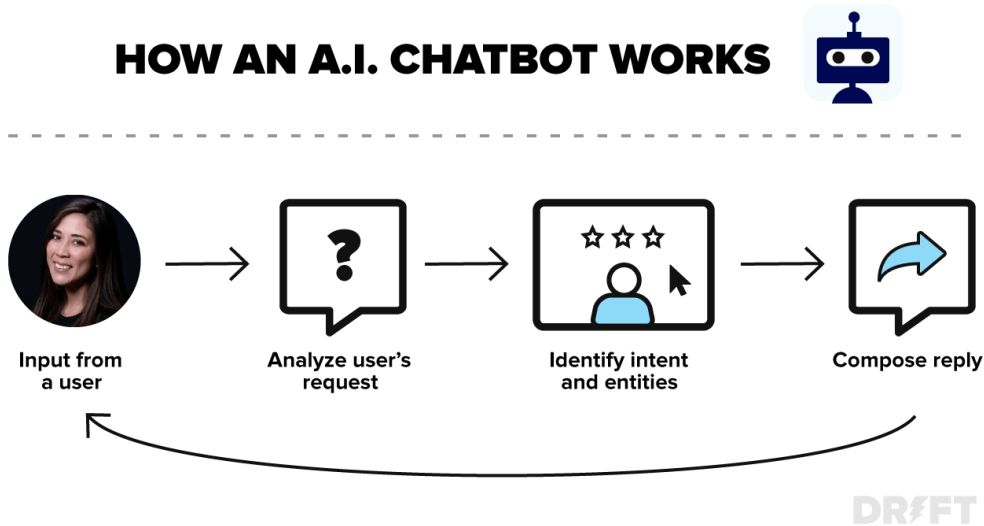 HOW AN A.I. CHATBOT WORKS
?
Input from
a user
Analyze user's
request
Identify intent
and entities
Compose reply
DRIFT